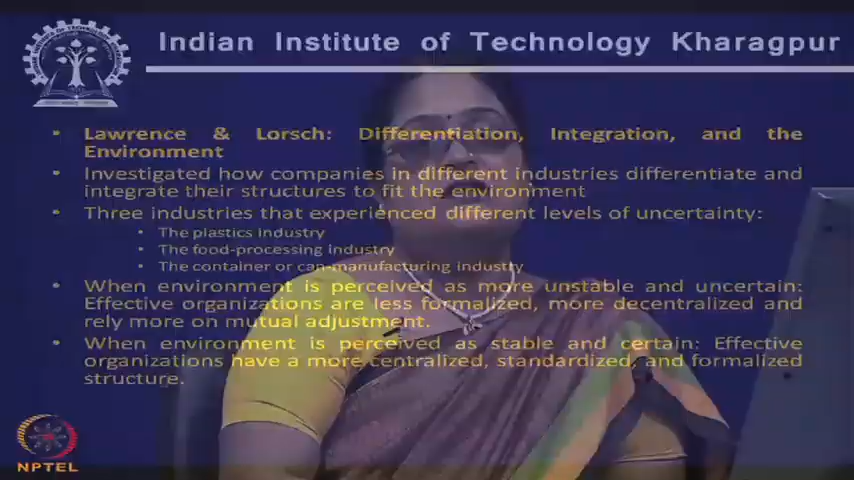 Indian Institute of Technology Kharagpur
• Lawrence & Lorsch: Differentiation, Integration, and the
Environment
• Investigated how companies in different industries differentiate and
integrate their structures to fit the environment
• Three industries that experienced different levels of uncertainty:
• The plastics industry
• The food-processing industry
• The container or can-manufacturing industry
• When environment is perceived as more unstable and uncertain:
Effective organizations are less formalized, more decentralized and
rely more on mutual adjustment.
• When environment is perceived as stable and certain: Effective
organizations have a more centralized, standardized, and formalized
structure.
NPTEL